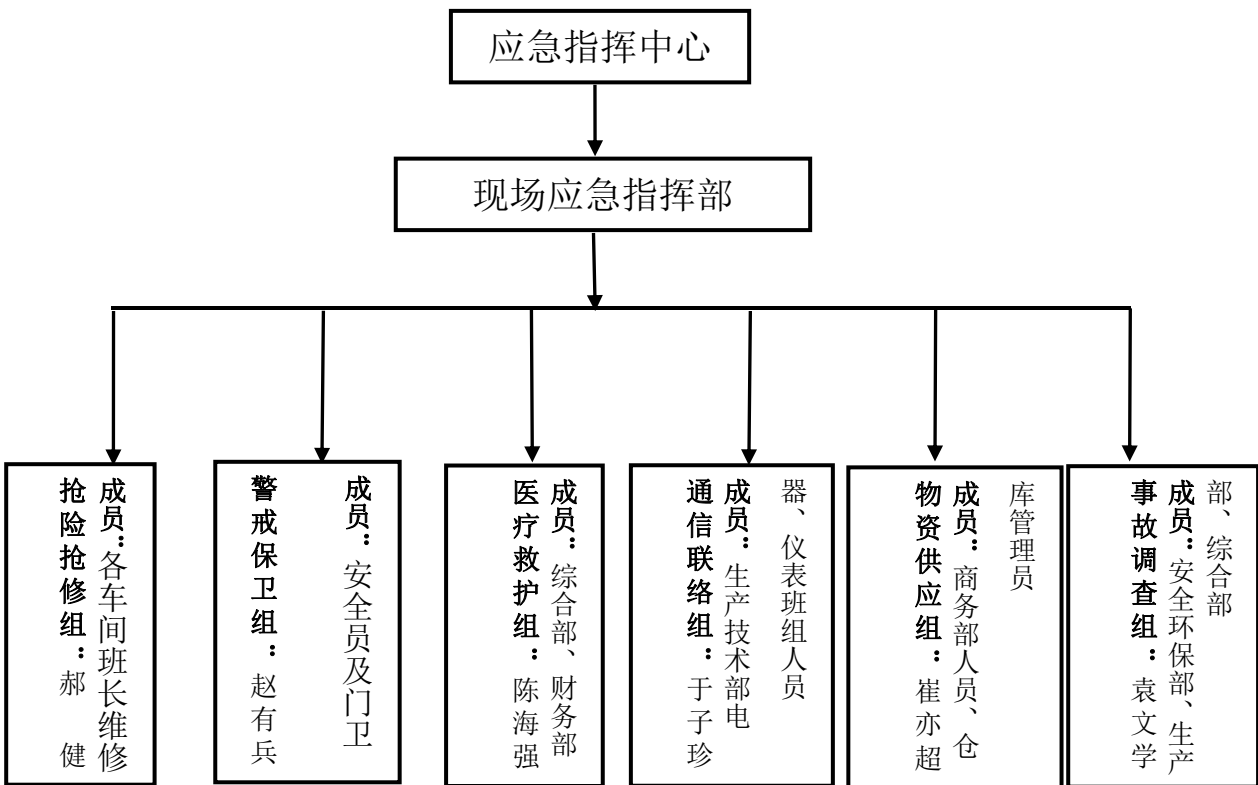 应急指挥中心
现场应急指挥部
抢险抢修组：郝　健
成员：各车间班长维修
警戒保卫组：赵有兵
成员：安全员及门卫
医疗救护组：陈海强
成员：综合部、财务部
通信联络组：于子珍
成员：生产技术部电
器、仪表班组人员
物资供应组：崔亦超
成员：商务部人员、仓
库管理员
事故调查组：袁文学
成员：安全环保部、生产
部、综合部